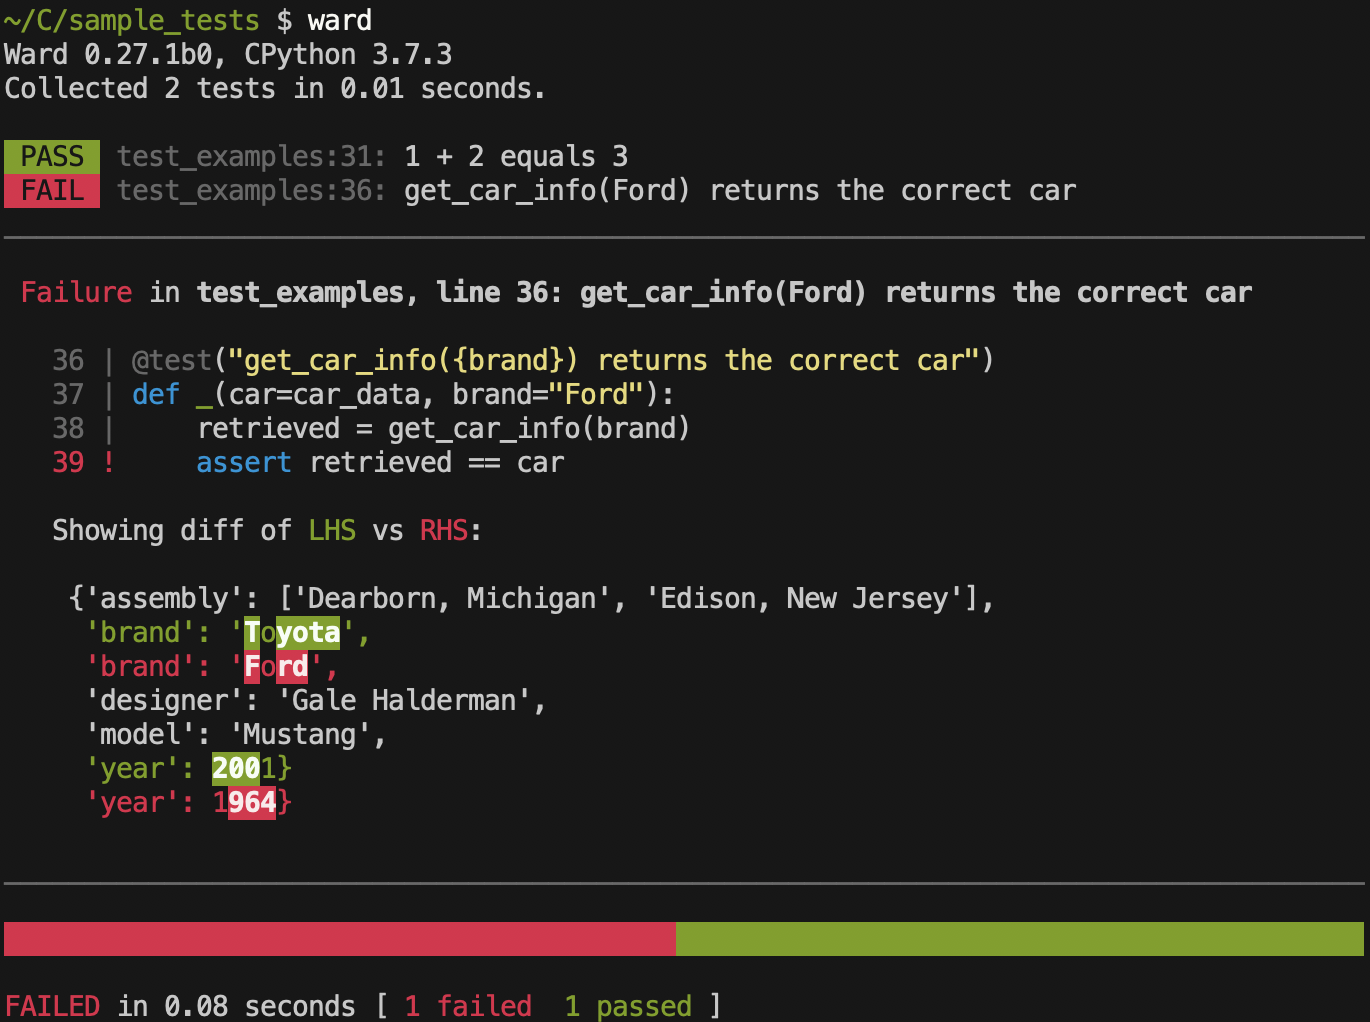 ~/C/sample_tests $ ward
Ward 0.27.1b0, CPython 3.7.3
Collected 2 tests in 0.01 seconds.
PASS test_examples:31: 1 + 2 equals 3
FAIL test_examples:36: get_car_info(Ford) returns the correct car
Failure in test_examples, line 36: get_car_info(Ford) returns the correct car
36 | @test("get_car_info({brand}) returns the correct car")
37 | def _(car=car_data, brand="Ford"):
38 |     retrieved = get_car_info(brand)
39 !     assert retrieved == car
Showing diff of LHS vs RHS:
{'assembly': ['Dearborn, Michigan', 'Edison, New Jersey'],
'brand': 'Toyota',
'brand': 'Ford',
'designer': 'Gale Halderman',
'model': 'Mustang',
'year': 2001}
'year': 1964}
FAILED in 0.08 seconds [ 1 failed  1 passed ]